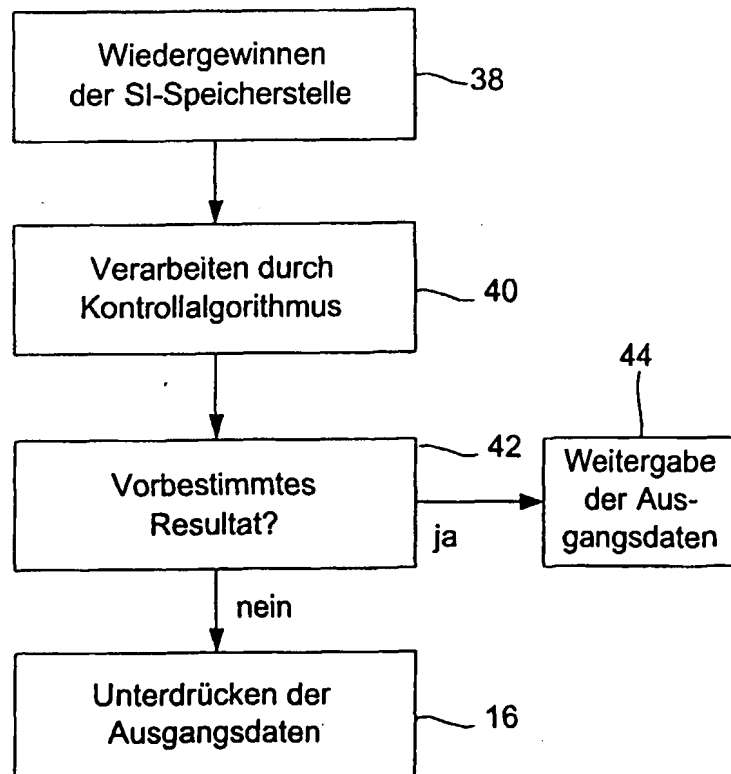 Wiedergewinnen
der SI-Speicherstelle
38
Verarbeiten durch
Kontrollalgorithmus
40
44
42
Vorbestimmtes
Resultat?
Weitergabe
der Aus-
gangsdaten
ja
nein
Unterdrücken der
Ausgangsdaten
16